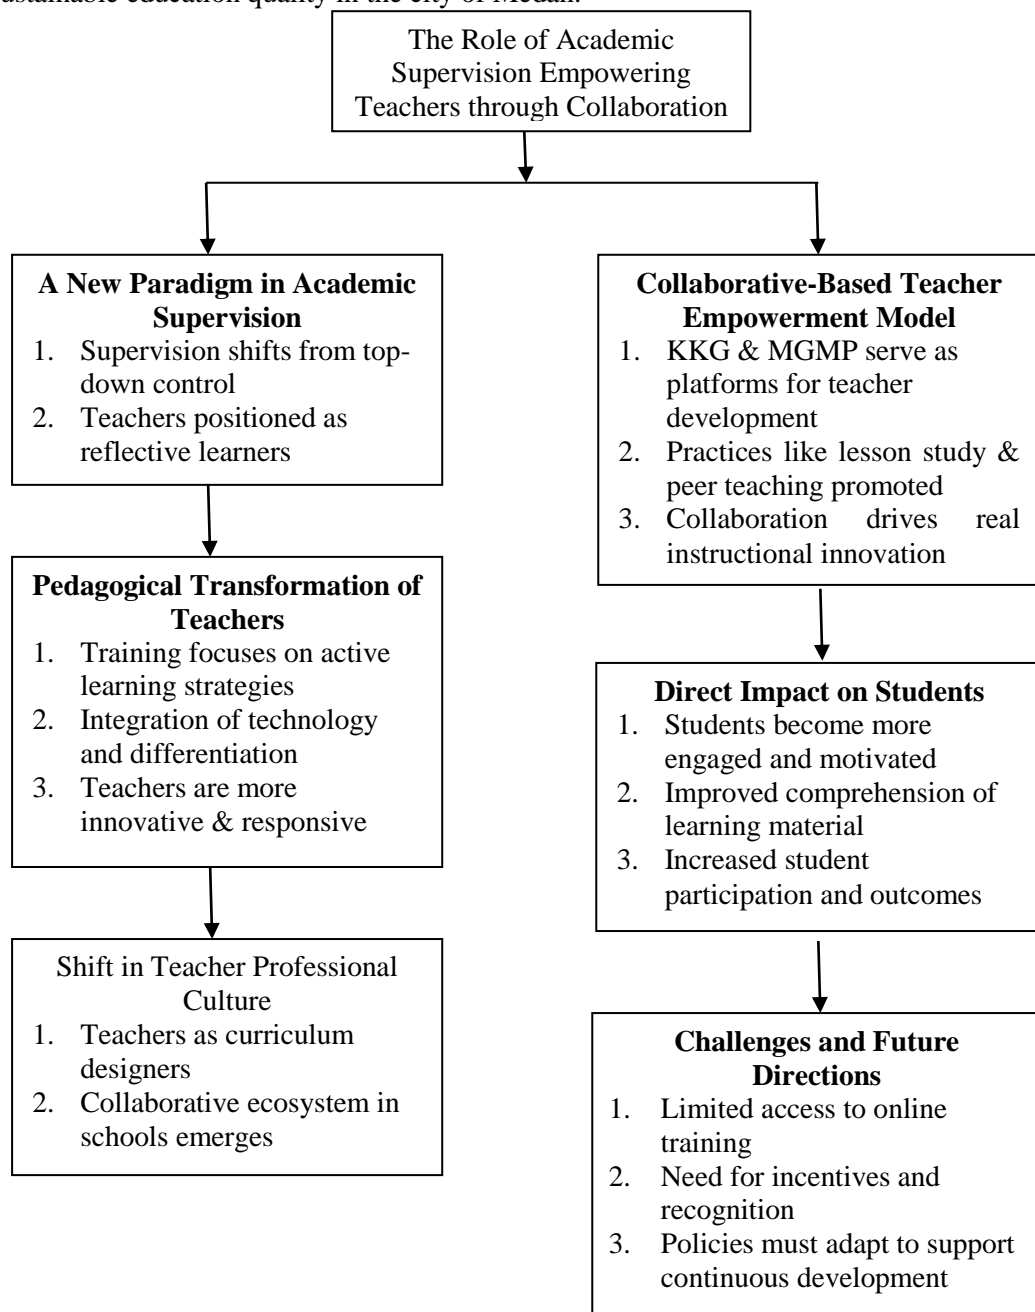 sustainable education quality in the city of Medan.
The Role of Academic
Supervision Empowering
Teachers through Collaboration
A New Paradigm in Academic
Supervision
1. Supervision shifts from top-
down control
2. Teachers positioned as
reflective learners
Pedagogical Transformation of
Teachers
1. Training focuses on active
learning strategies
2. Integration of technology
and differentiation
3. Teachers are more
innovative & responsive
Shift in Teacher Professional
Culture
1. Teachers as curriculum
designers
2. Collaborative ecosystem in
schools emerges
Collaborative-Based Teacher
Empowerment Model
1. KKG & MGMP serve as
platforms for teacher
development
2. Practices like lesson study &
peer teaching promoted
3. Collaboration drives real
instructional innovation
Direct Impact on Students
1. Students become more
engaged and motivated
2. Improved comprehension of
learning material
3. Increased student
participation and outcomes
Challenges and Future
Directions
1. Limited access to online
training
2. Need for incentives and
recognition
3. Policies must adapt to support
continuous development